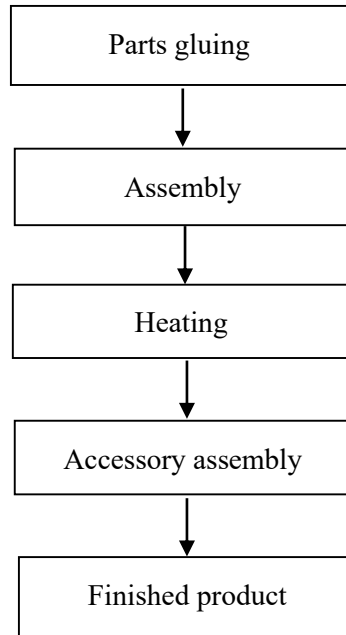 Parts gluing
Assembly
Heating
Accessory assembly
Finished product